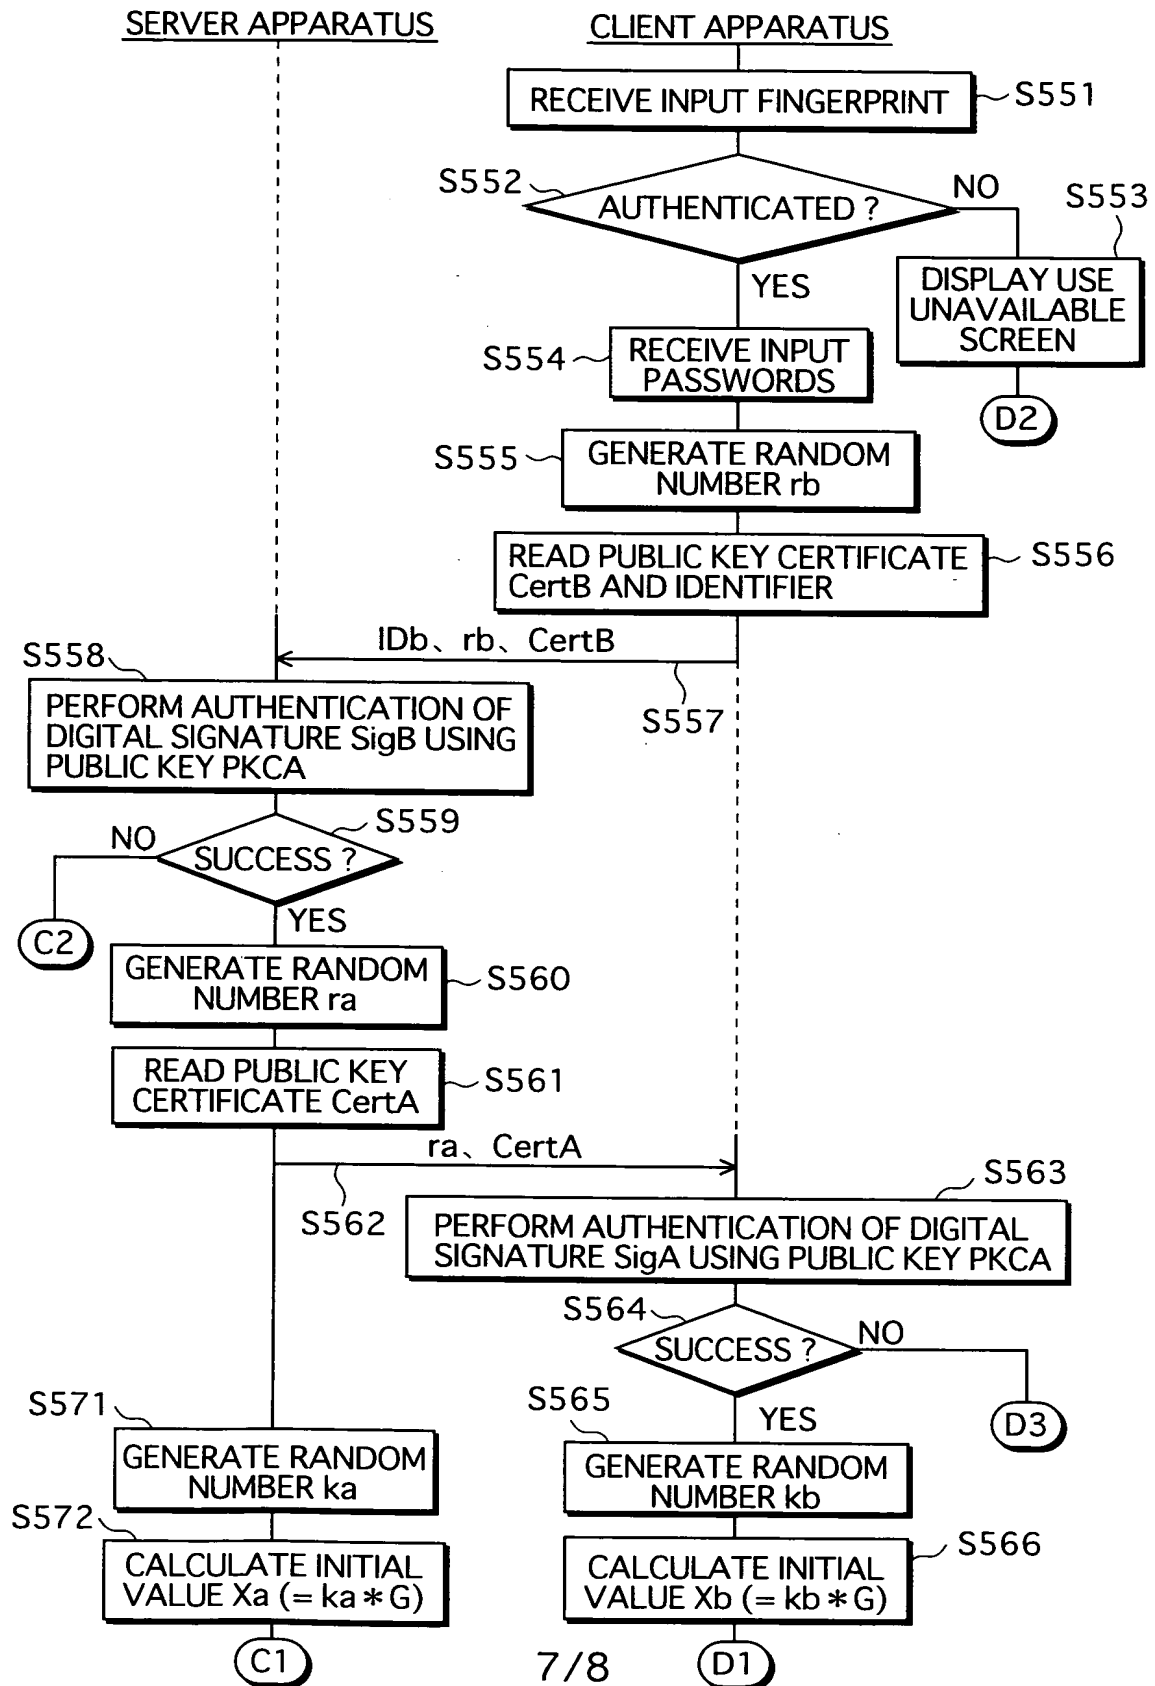 SERVER APPARATUS
CLIENT APPARATUS
RECEIVE INPUT FINGERPRINT
S551
S552
AUTHENTICATED ?
NO
S553
YES
DISPLAY USE
UNAVAILABLE
SCREEN
D2
S554
RECEIVE INPUT
PASSWORDS
S555
GENERATE RANDOM
NUMBER rb
READ PUBLIC KEY CERTIFICATE
CertB AND IDENTIFIER
S556
IDb、rb、CertB
S557
S558
PERFORM AUTHENTICATION OF
DIGITAL SIGNATURE SigB USING
PUBLIC KEY PKCA
S559
SUCCESS ?
NO
C2
YES
GENERATE RANDOM
NUMBER ra
S560
READ PUBLIC KEY
CERTIFICATE CertA
S561
ra、CertA
S562
S563
PERFORM AUTHENTICATION OF DIGITAL
SIGNATURE SigA USING PUBLIC KEY PKCA
S564
SUCCESS ?
NO
D3
YES
S571
GENERATE RANDOM
NUMBER ka
S565
GENERATE RANDOM
NUMBER kb
S572
CALCULATE INITIAL
VALUE Xa (= ka * G)
S566
CALCULATE INITIAL
VALUE Xb (= kb * G)
C1
D1
7/8